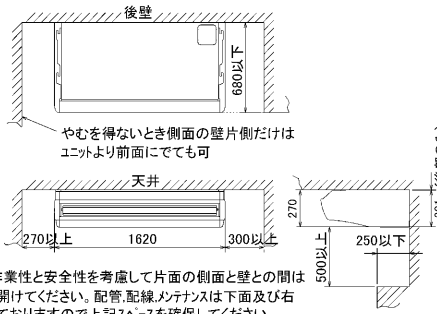 後壁
680以下
やむを得ないとき側面の壁片側だけは
ユニットより前面にでても可
天井
270以上
1620
300以上
270
500以上
250以下
業性と安全性を考慮して片面の側面と壁との間は
開けてください。配管,配線,メンテナンスは下面及び右
ておりますので上記スペースを確保してください